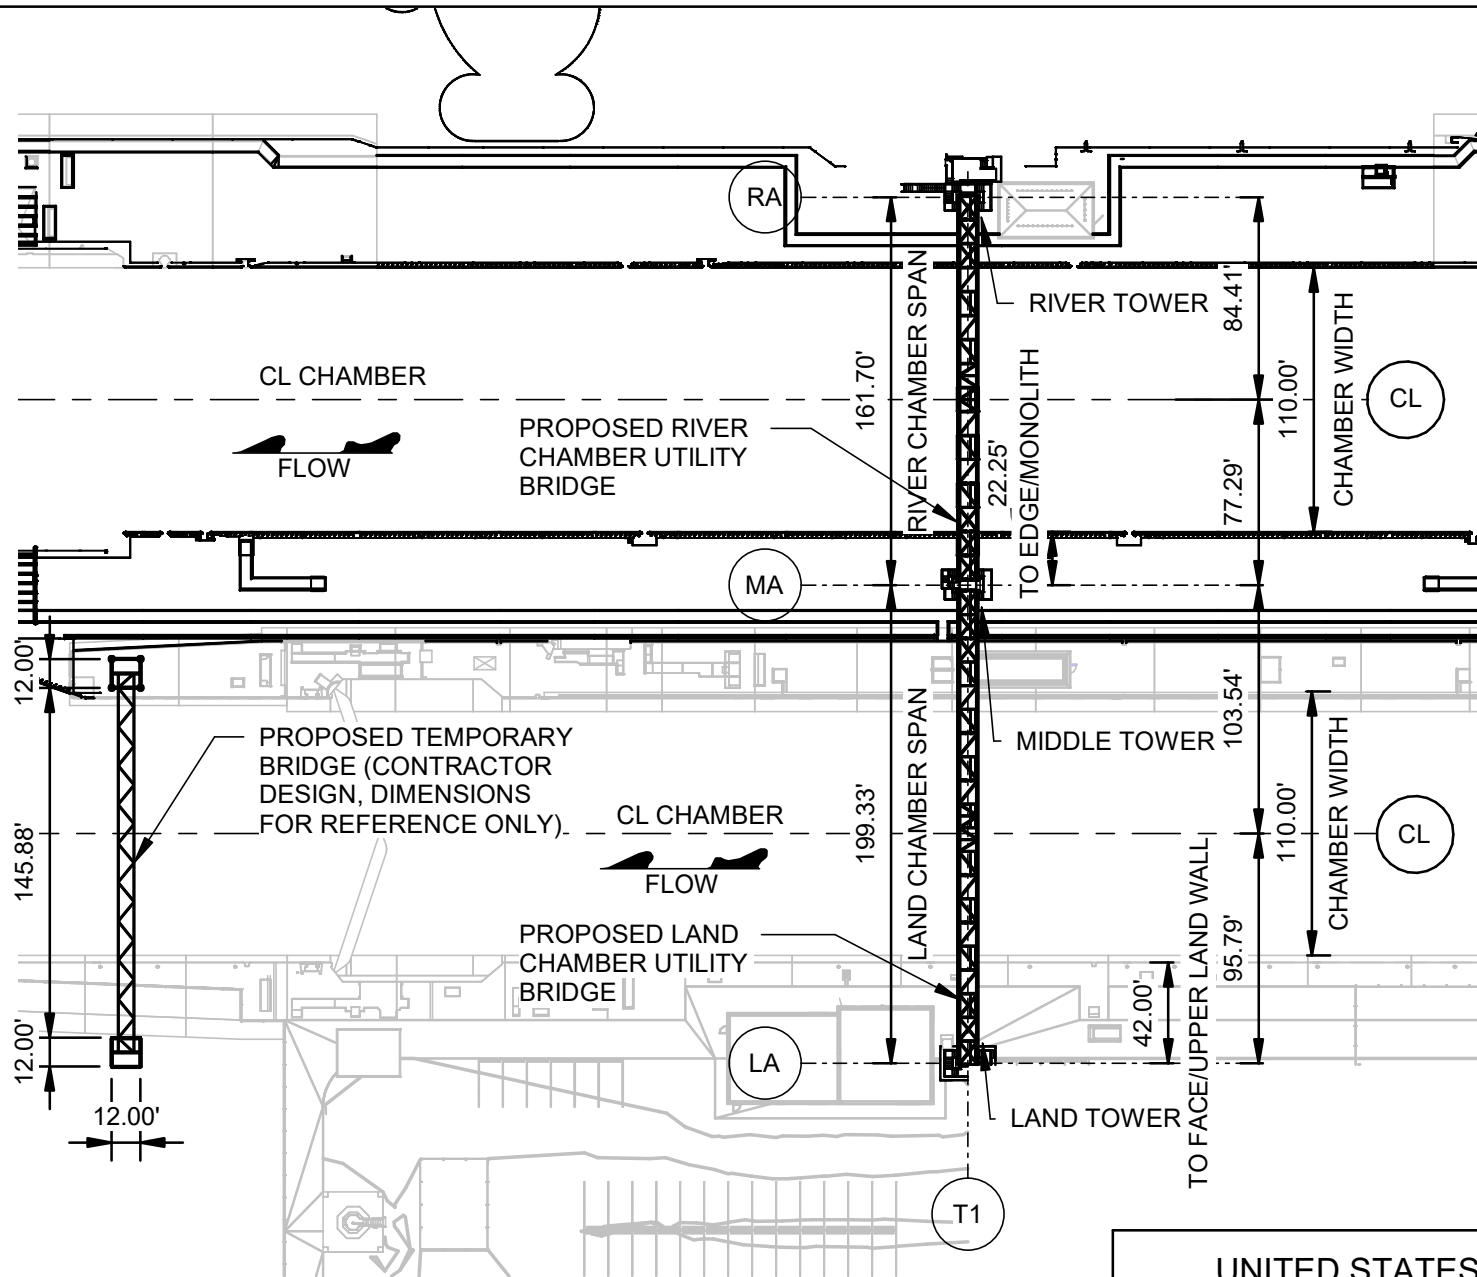 RA
RIVER TOWER
84.41'
RIVER CHAMBER SPAN
161.70'
CHAMBER WIDTH
110.00'
CL CHAMBER
CL
FLOW
PROPOSED RIVER
CHAMBER UTILITY
BRIDGE
22.25'
TO EDGE/MONOLITH
77.29'
MA
12.00'
PROPOSED TEMPORARY
BRIDGE (CONTRACTOR
DESIGN, DIMENSIONS
FOR REFERENCE ONLY)
145.88'
MIDDLE TOWER
103.54'
LAND CHAMBER SPAN
199.33'
CHAMBER WIDTH
110.00'
CL CHAMBER
CL
FLOW
PROPOSED LAND
CHAMBER UTILITY
BRIDGE
95.79'
42.00'
TO FACE/UPPER LAND WALL
12.00'
LA
12.00'
LAND TOWER
T1
UNITED STATES